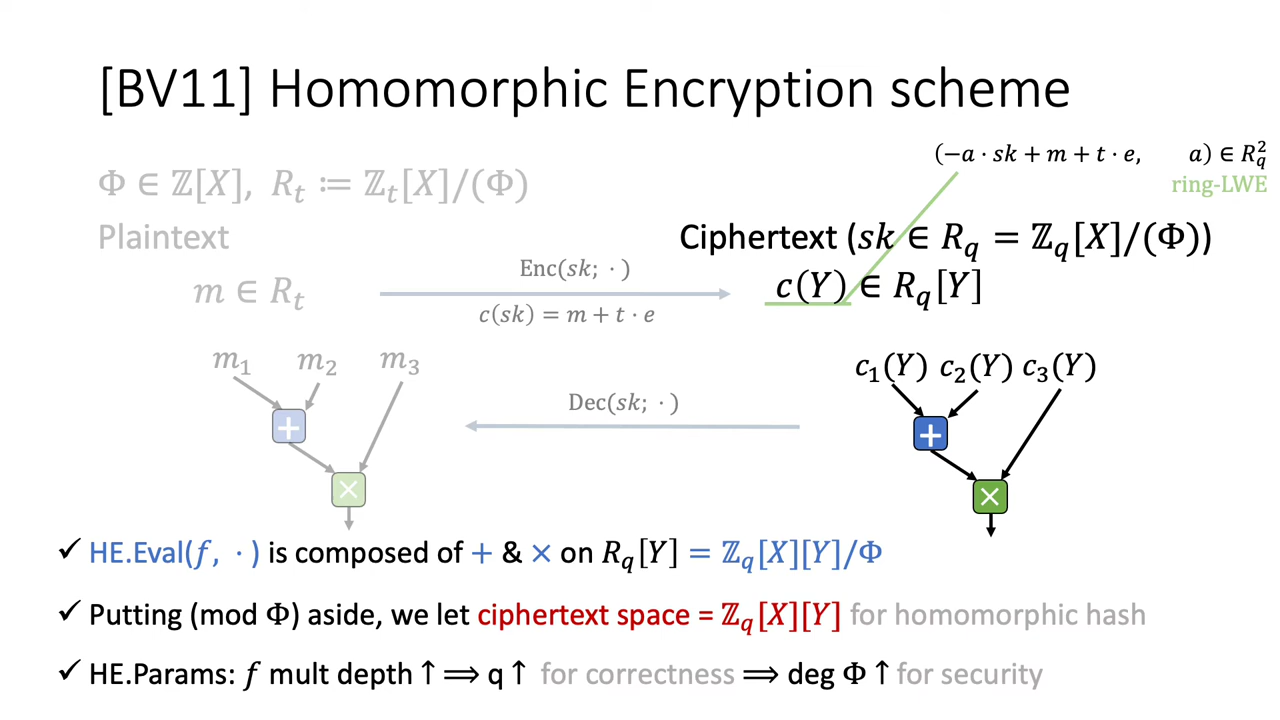 [BV11] Homomorphic Encryption scheme
(−a · sk + m + t · e, a) ∈ R_q^2
ring-LWE
Φ ∈ ℤ[X], R_t ≔ ℤ_t[X]/(Φ)
Plaintext
Ciphertext (sk ∈ R_q = ℤ_q[X]/(Φ))
m ∈ R_t
Enc(sk; · )
c(sk) = m + t · e
c(Y) ∈ R_q[Y]
m_1 m_2 m_3
+
×
Dec(sk; · )
c_1(Y) c_2(Y) c_3(Y)
+
×
✓ HE.Eval(f, · ) is composed of + & × on R_q[Y] = ℤ_q[X][Y]/Φ
✓ Putting (mod Φ) aside, we let ciphertext space = ℤ_q[X][Y] for homomorphic hash
✓ HE.Params: f mult depth ↑ ⟹ q ↑ for correctness ⟹ deg Φ ↑ for security